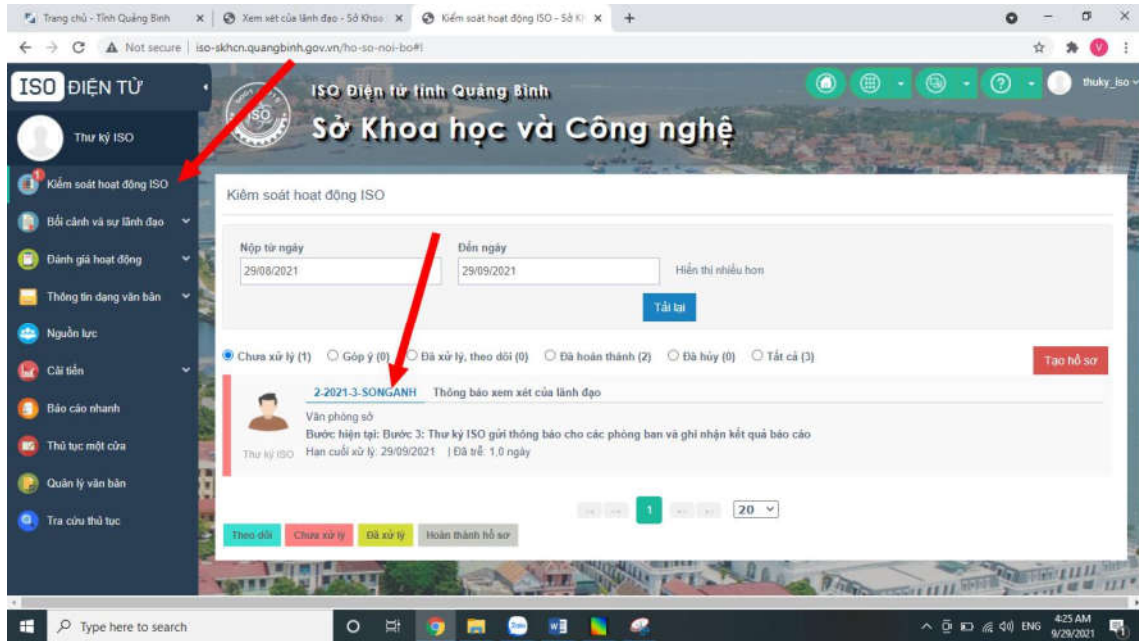 Trang chủ - Tỉnh Quảng Bình
Xem xét của lãnh đạo - Sở Khoa
Kiểm soát hoạt động ISO - Sở K
Not secure | iso-skhcn.quangbinh.gov.vn/ho-so-noi-bo#!
V
ISO ĐIỆN TỬ
ISO
ISO Điện tử tỉnh Quảng Bình
Sở Khoa học và Công nghệ
thuky_iso
Thư ký ISO
1
Kiểm soát hoạt động ISO
Bối cảnh và sự lãnh đạo
Đánh giá hoạt động
Thông tin dạng văn bản
Nguồn lực
Cải tiến
Báo cáo nhanh
Thủ tục một cửa
Quản lý văn bản
Tra cứu thủ tục
Kiểm soát hoạt động ISO
Nộp từ ngày
Đến ngày
29/08/2021
29/09/2021
Hiển thị nhiều hơn
Tải lại
Chưa xử lý (1) Góp ý (0) Đã xử lý, theo dõi (0) Đã hoàn thành (2) Đã hủy (0) Tất cả (3)
Tạo hồ sơ
2-2021-3-SONGANH Thông báo xem xét của lãnh đạo
Văn phòng sở
Bước hiện tại: Bước 3: Thư ký ISO gửi thông báo cho các phòng ban và ghi nhận kết quả báo cáo
Thư ký ISO
Hạn cuối xử lý: 29/09/2021 | Đã trễ: 1,0 ngày
1
20
Theo dõi
Chưa xử lý
Đã xử lý
Hoàn thành hồ sơ
Type here to search
ENG
4:25 AM
9/29/2021